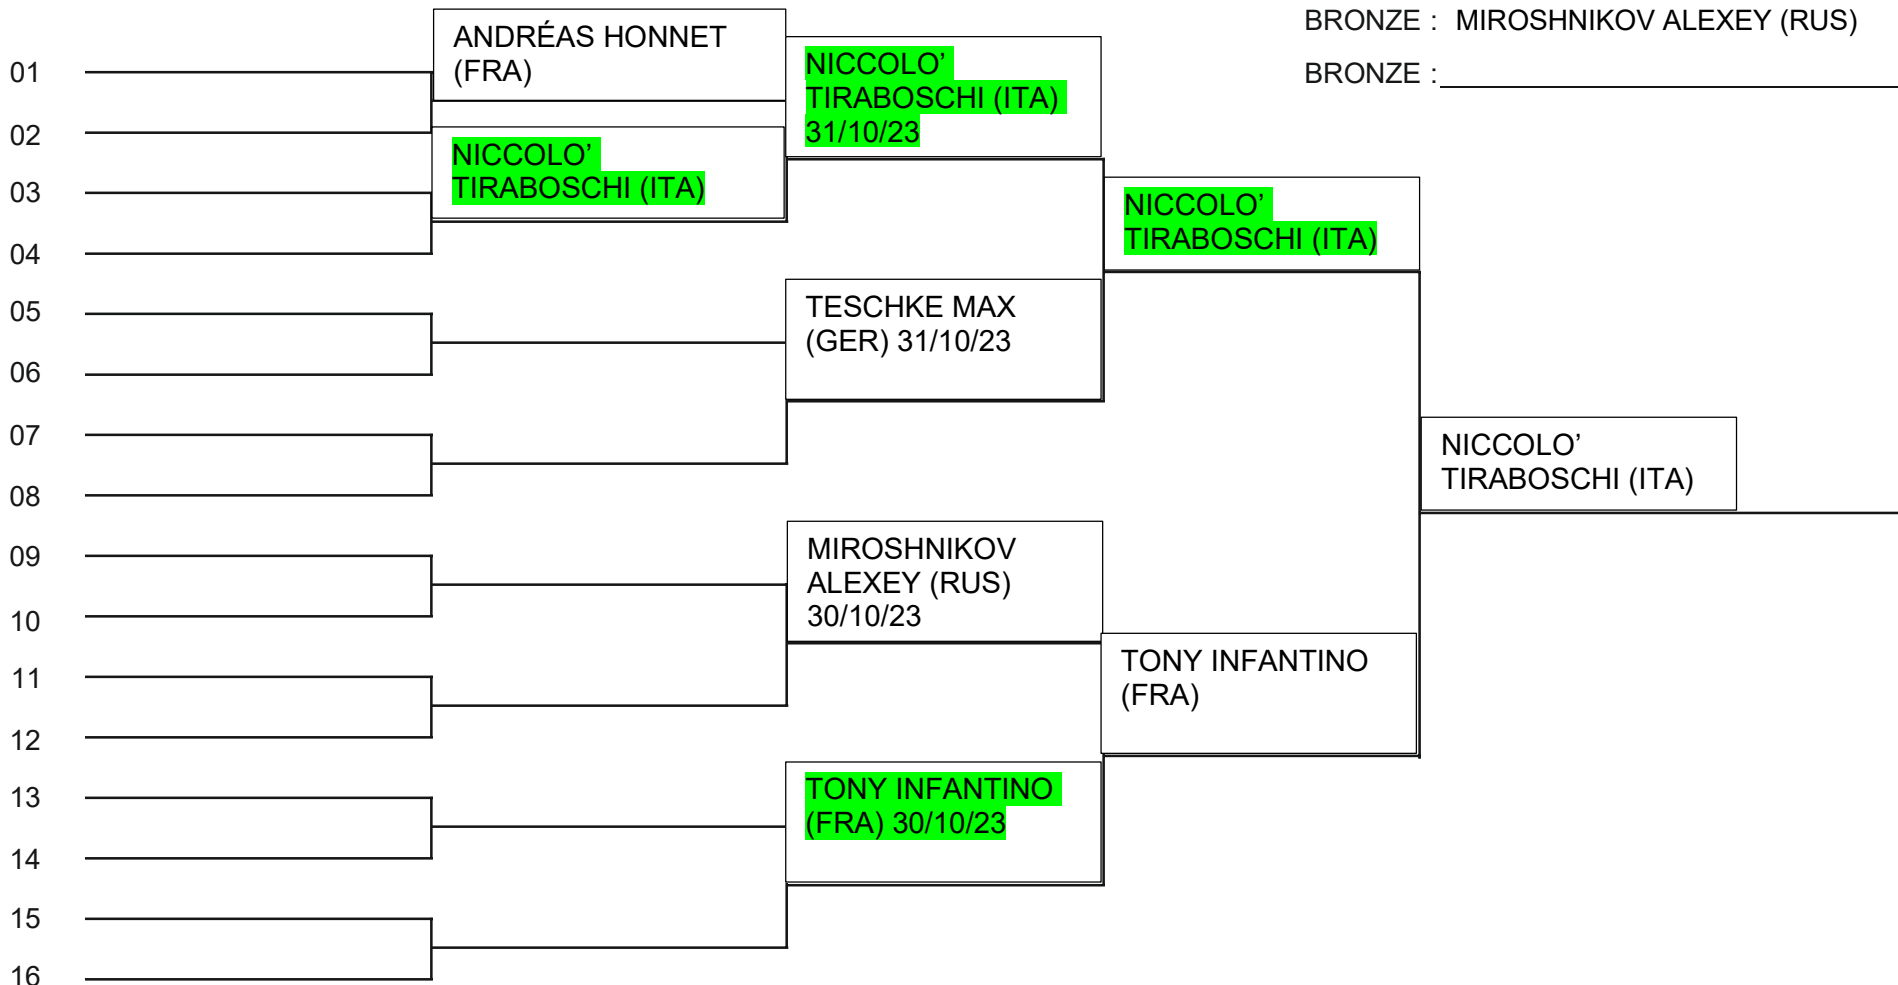 BRONZE : MIROSHNIKOV ALEXEY (RUS)
BRONZE :
01
02
03
04
05
06
07
08
09
10
11
12
13
14
15
16
ANDRÉAS HONNET
(FRA)
NICCOLO’
TIRABOSCHI (ITA)
NICCOLO’
TIRABOSCHI (ITA)
31/10/23
TESCHKE MAX
(GER) 31/10/23
MIROSHNIKOV
ALEXEY (RUS)
30/10/23
TONY INFANTINO
(FRA) 30/10/23
NICCOLO’
TIRABOSCHI (ITA)
TONY INFANTINO
(FRA)
NICCOLO’
TIRABOSCHI (ITA)